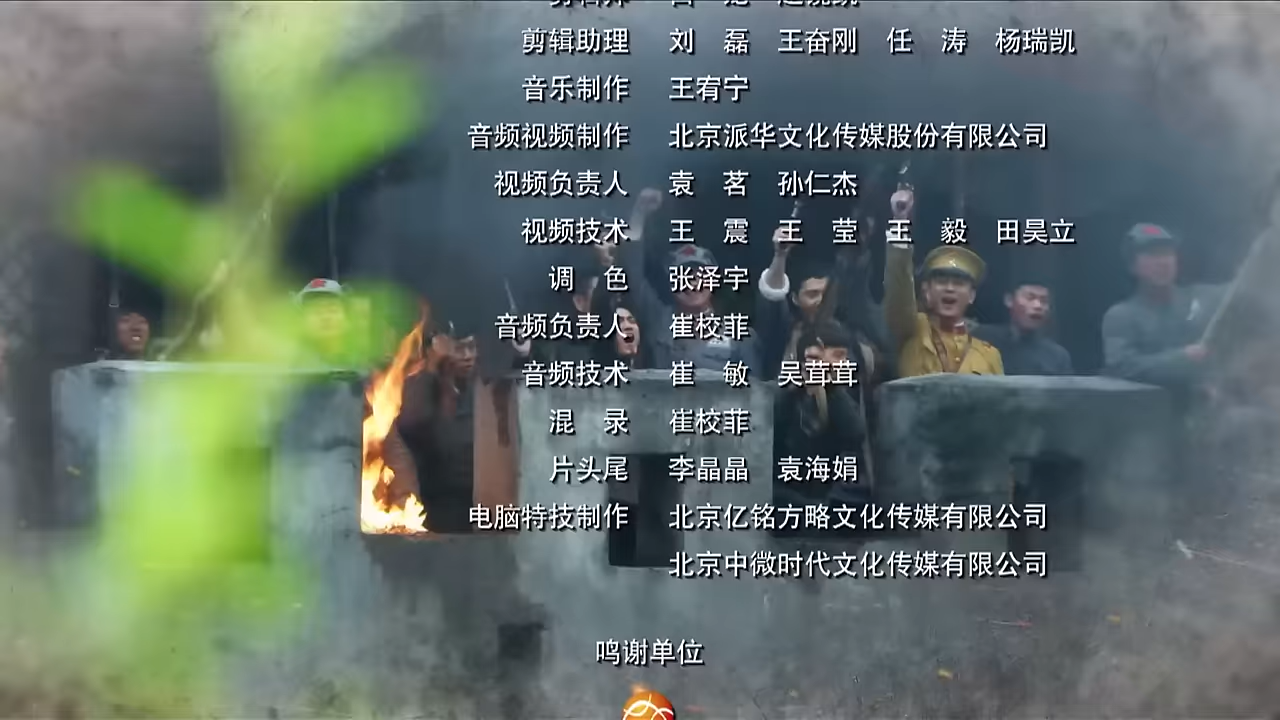 剪辑助理 刘 磊 王奋刚 任 涛 杨瑞凯
音乐制作 王宥宁
音频视频制作 北京派华文化传媒股份有限公司
视频负责人 袁 茗 孙仁杰
视频技术 王 震 王 莹 王 毅 田昊立
调 色 张泽宇
音频负责人 崔校菲
音频技术 崔 敏 吴茸茸
混 录 崔校菲
片头尾 李晶晶 袁海娟
电脑特技制作 北京亿铭方略文化传媒有限公司
北京中微时代文化传媒有限公司
鸣谢单位